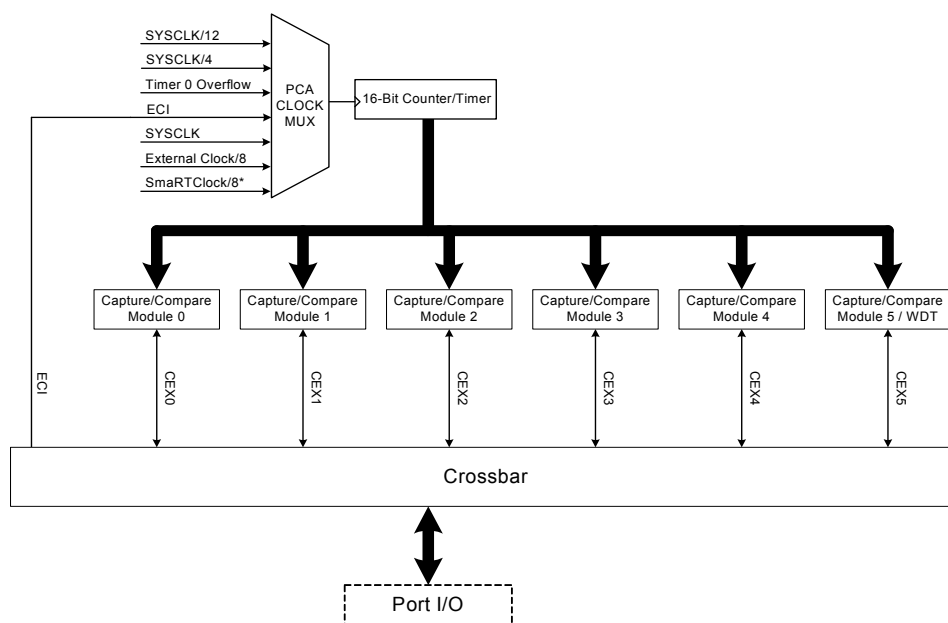 SYSCLK/12
SYSCLK/4
Timer 0 Overflow
ECI
SYSCLK
External Clock/8
SmaRTClock/8*
PCA
CLOCK
MUX
16-Bit Counter/Timer
Capture/Compare
Module 0
Capture/Compare
Module 1
Capture/Compare
Module 2
Capture/Compare
Module 3
Capture/Compare
Module 4
Capture/Compare
Module 5 / WDT
ECI
CEX0
CEX1
CEX2
CEX3
CEX4
CEX5
Crossbar
Port I/O